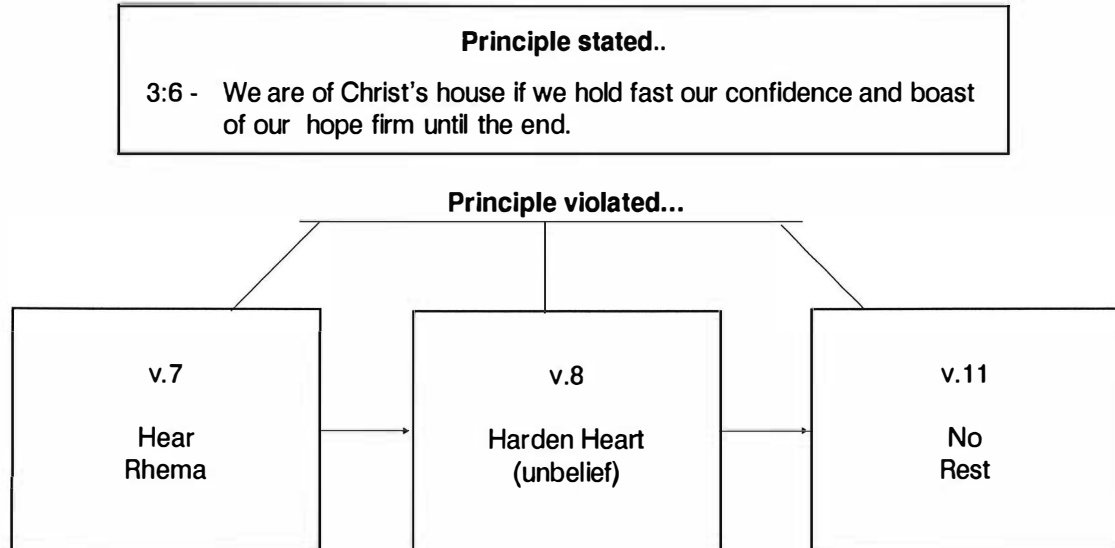 Principle stated..
3:6 - We are of Christ's house if we hold fast our confidence and boast
of our hope firm until the end.
Principle violated...
v.7
Hear
Rhema
v.8
Harden Heart
(unbelief)
v.11
No
Rest